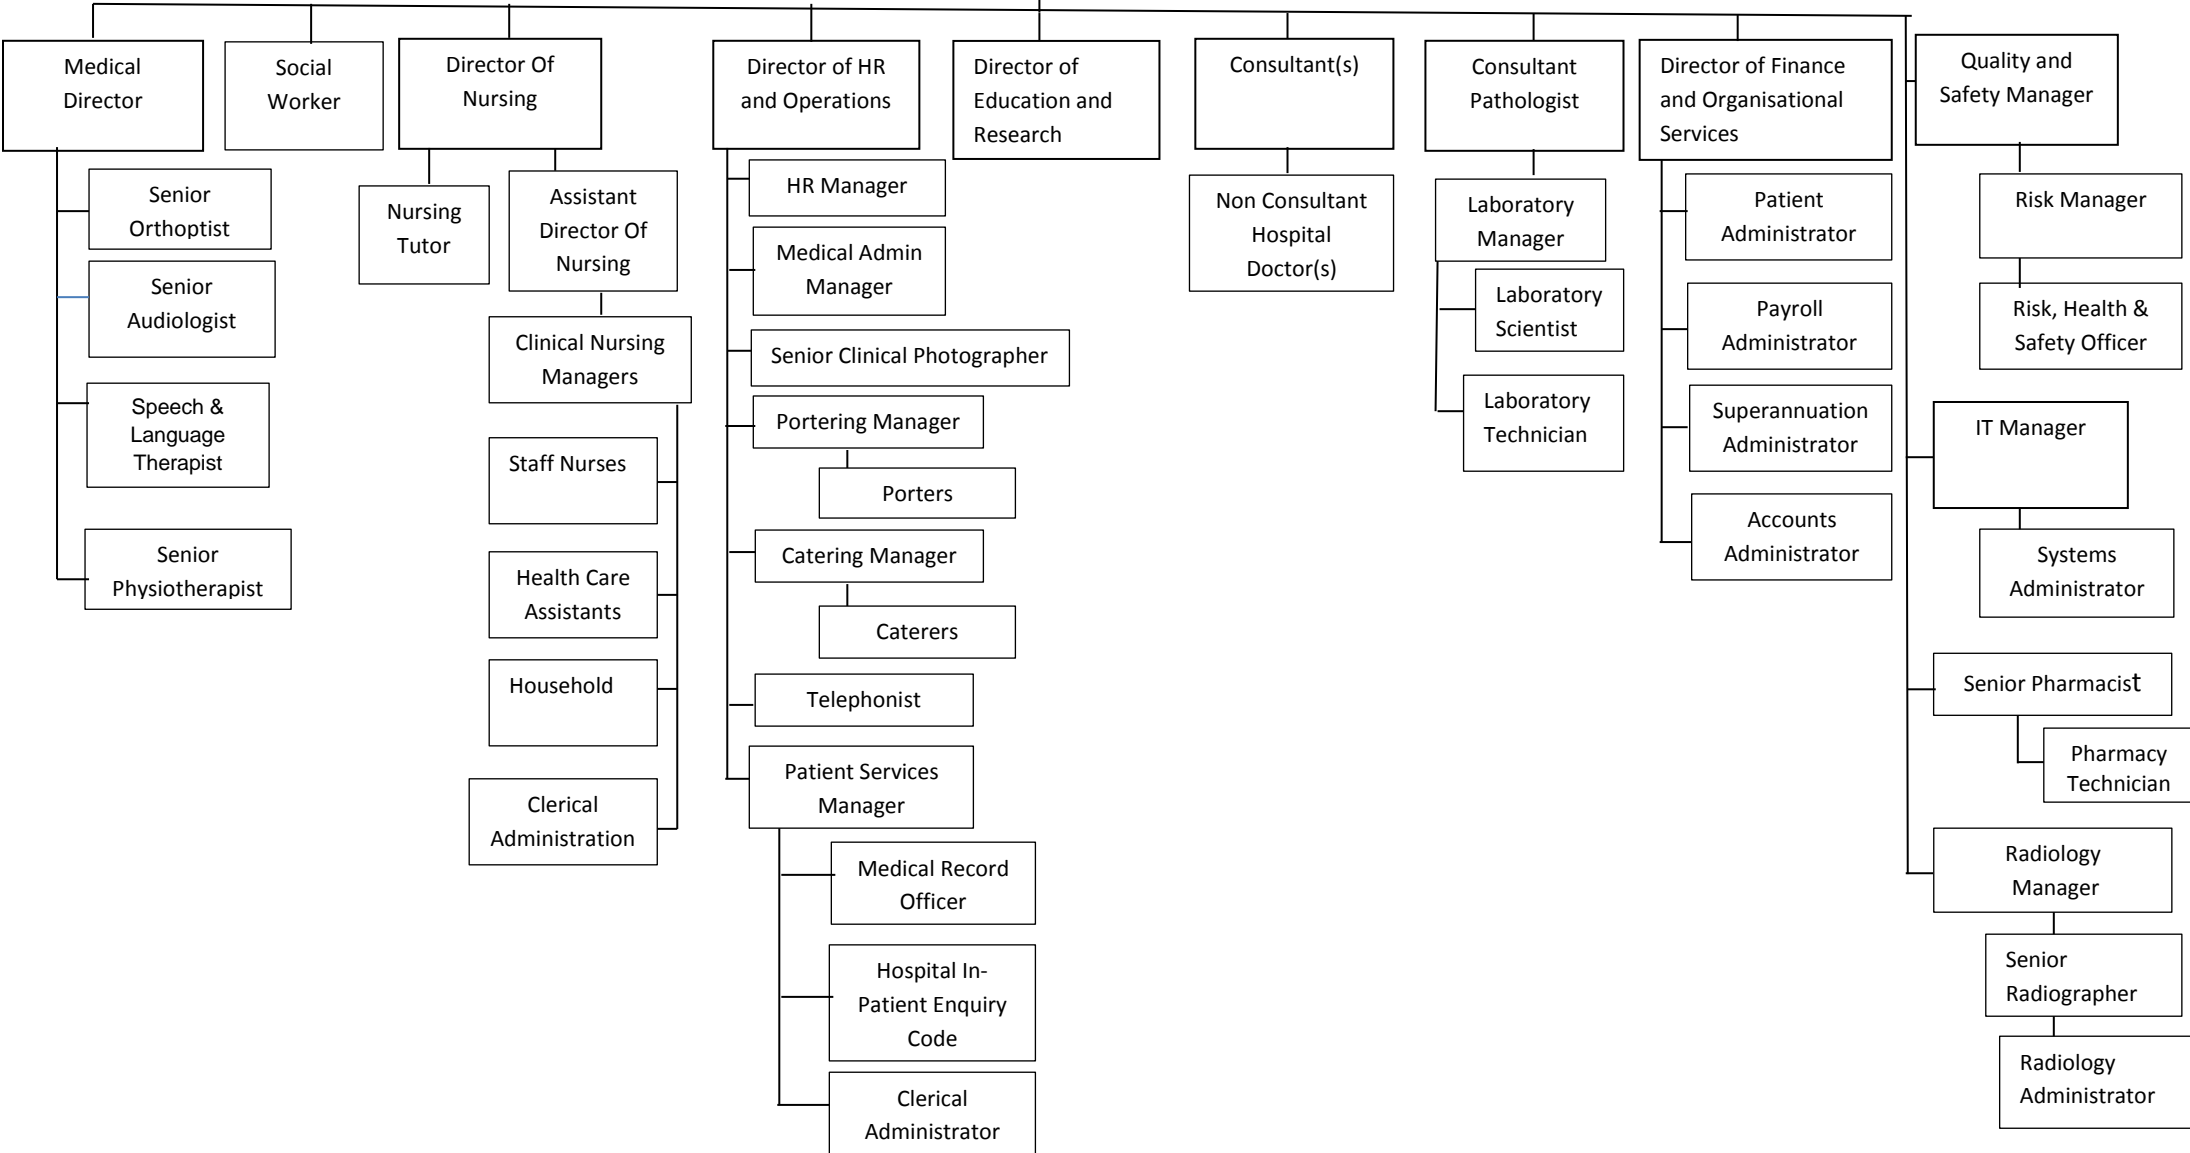 Medical
Director
Social
Worker
Director Of
Nursing
Director of HR
and Operations
Director of
Education and
Research
Consultant(s)
Consultant
Pathologist
Director of Finance
and Organisational
Services
Quality and
Safety Manager
Senior
Orthoptist
Senior
Audiologist
Speech &
Language
Therapist
Senior
Physiotherapist
Nursing
Tutor
Assistant
Director Of
Nursing
Clinical Nursing
Managers
Staff Nurses
Health Care
Assistants
Household
Clerical
Administration
HR Manager
Medical Admin
Manager
Senior Clinical Photographer
Portering Manager
Porters
Catering Manager
Caterers
Telephonist
Patient Services
Manager
Medical Record
Officer
Hospital In-
Patient Enquiry
Code
Clerical
Administrator
Non Consultant
Hospital
Doctor(s)
Laboratory
Manager
Laboratory
Scientist
Laboratory
Technician
Patient
Administrator
Payroll
Administrator
Superannuation
Administrator
Accounts
Administrator
Risk Manager
Risk, Health &
Safety Officer
IT Manager
Systems
Administrator
Senior Pharmacist
Pharmacy
Technician
Radiology
Manager
Senior
Radiographer
Radiology
Administrator